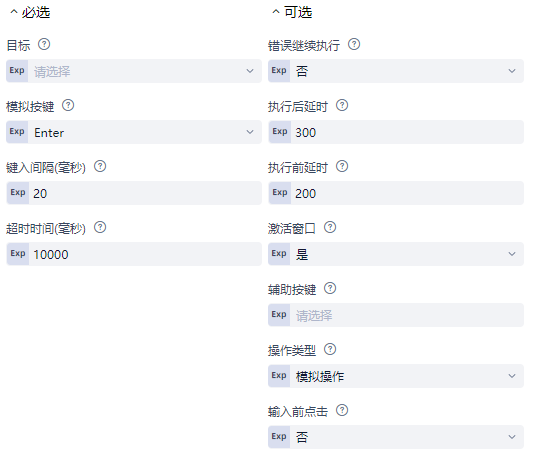 必选
目标
Exp 请选择
模拟按键
Exp Enter
键入间隔(毫秒)
Exp 20
超时时间(毫秒)
Exp 10000
可选
错误继续执行
Exp 否
执行后延时
Exp 300
执行前延时
Exp 200
激活窗口
Exp 是
辅助按键
Exp 请选择
操作类型
Exp 模拟操作
输入前点击
Exp 否